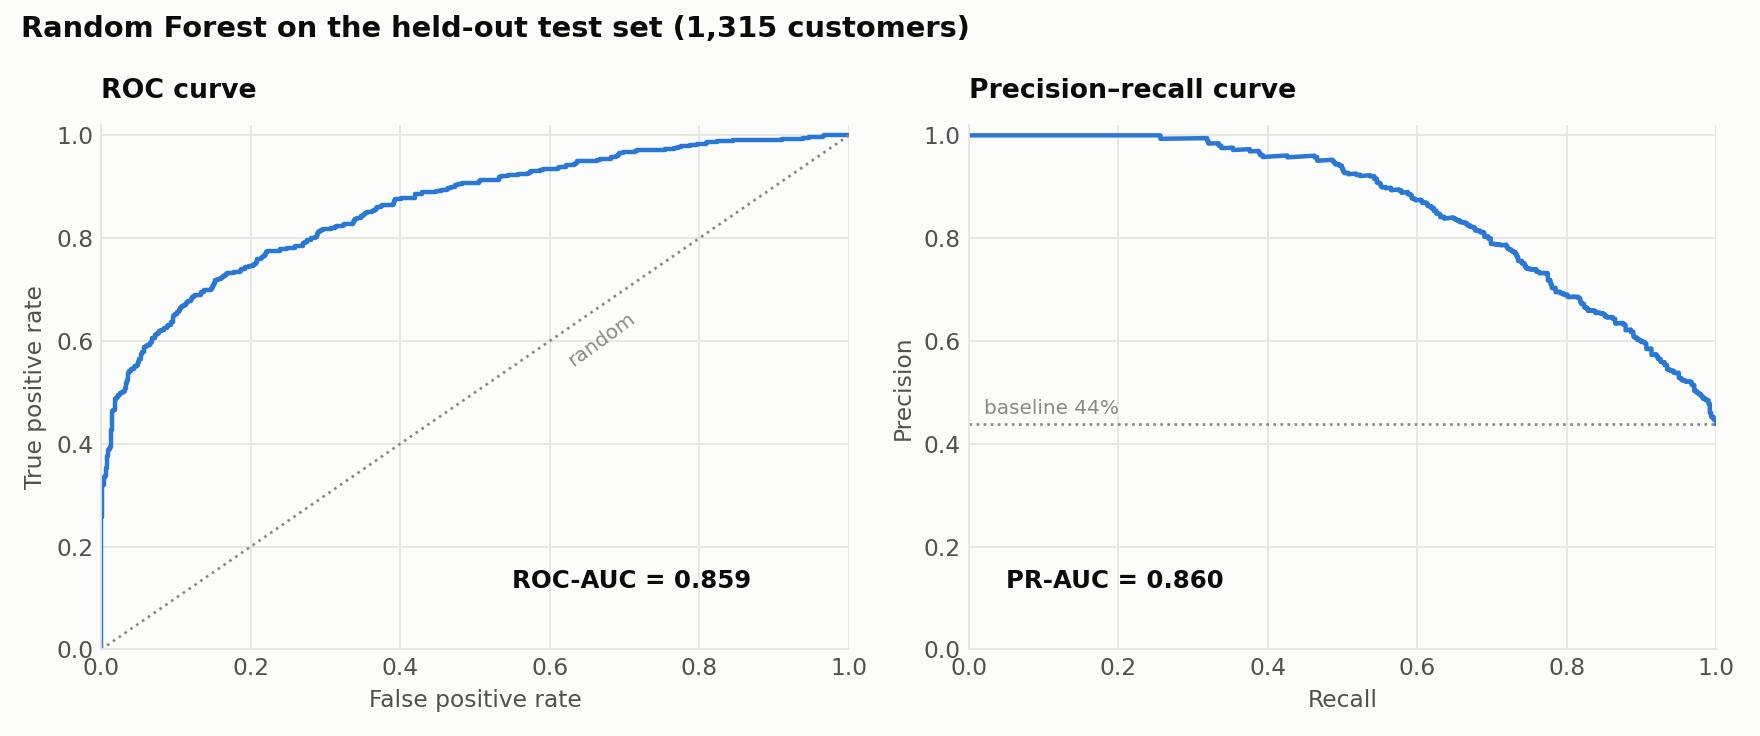 Random Forest on the held-out test set (1,315 customers)
ROC curve
1.0
0.8
0.6
0.4
0.2
0.0
True positive rate
random
ROC-AUC = 0.859
0.0 0.2 0.4 0.6 0.8 1.0
False positive rate
Precision–recall curve
1.0
0.8
0.6
0.4
0.2
0.0
Precision
baseline 44%
PR-AUC = 0.860
0.0 0.2 0.4 0.6 0.8 1.0
Recall